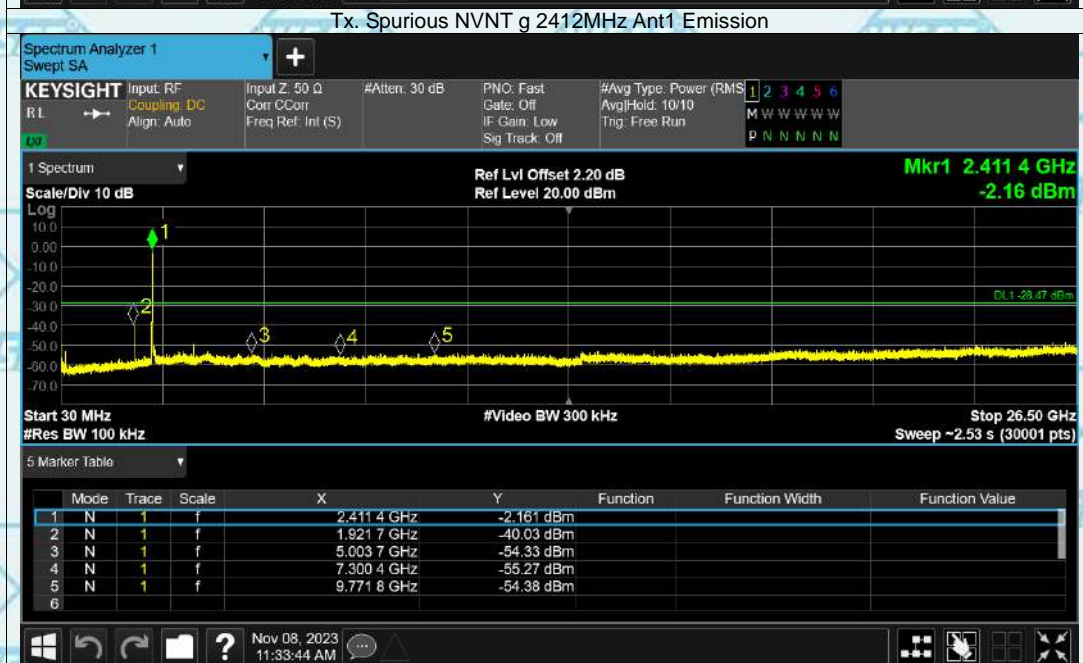 Tx. Spurious NVNT g 2412MHz Ant1 Emission
Spectrum Analyzer 1
Swept SA
+
KEYSIGHT Input: RF Input Z: 50 Ω #Atten: 30 dB PNO: Fast #Avg Type: Power (RMS 1 2 3 4 5 6
RL Coupling: DC Corr CCorr Gate: Off Avg|Hold: 10/10 M W W W W W
Align: Auto Freq Ref: Int (S) IF Gain: Low Trig: Free Run
Sig Track: Off P N N N N N
1 Spectrum Ref Lvl Offset 2.20 dB Mkr1 2.411 4 GHz
Scale/Div 10 dB Ref Level 20.00 dBm -2.16 dBm
Log
10.0
1
0.00
-10.0
-20.0
DL1 -28.47 dBm
-30.0
2
-40.0
3 4 5
-50.0
-60.0
-70.0
Start 30 MHz #Video BW 300 kHz Stop 26.50 GHz
#Res BW 100 kHz Sweep ~2.53 s (30001 pts)
5 Marker Table
Mode Trace Scale X Y Function Function Width Function Value
1 N 1 f 2.411 4 GHz -2.161 dBm
2 N 1 f 1.921 7 GHz -40.03 dBm
3 N 1 f 5.003 7 GHz -54.33 dBm
4 N 1 f 7.300 4 GHz -55.27 dBm
5 N 1 f 9.771 8 GHz -54.38 dBm
6
? Nov 08, 2023
11:33:44 AM